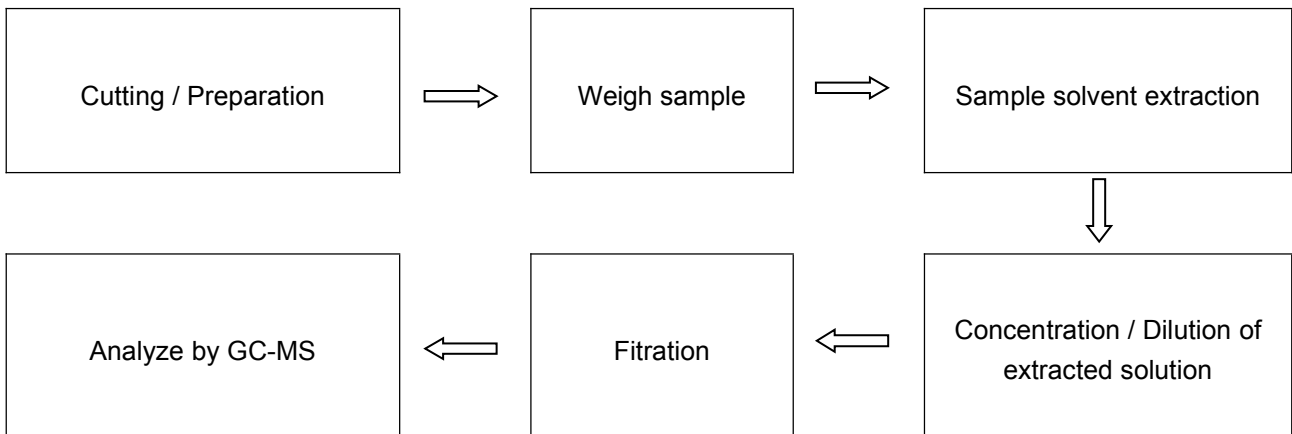 Cutting / Preparation
Weigh sample
Sample solvent extraction
Concentration / Dilution of
extracted solution
Fitration
Analyze by GC-MS